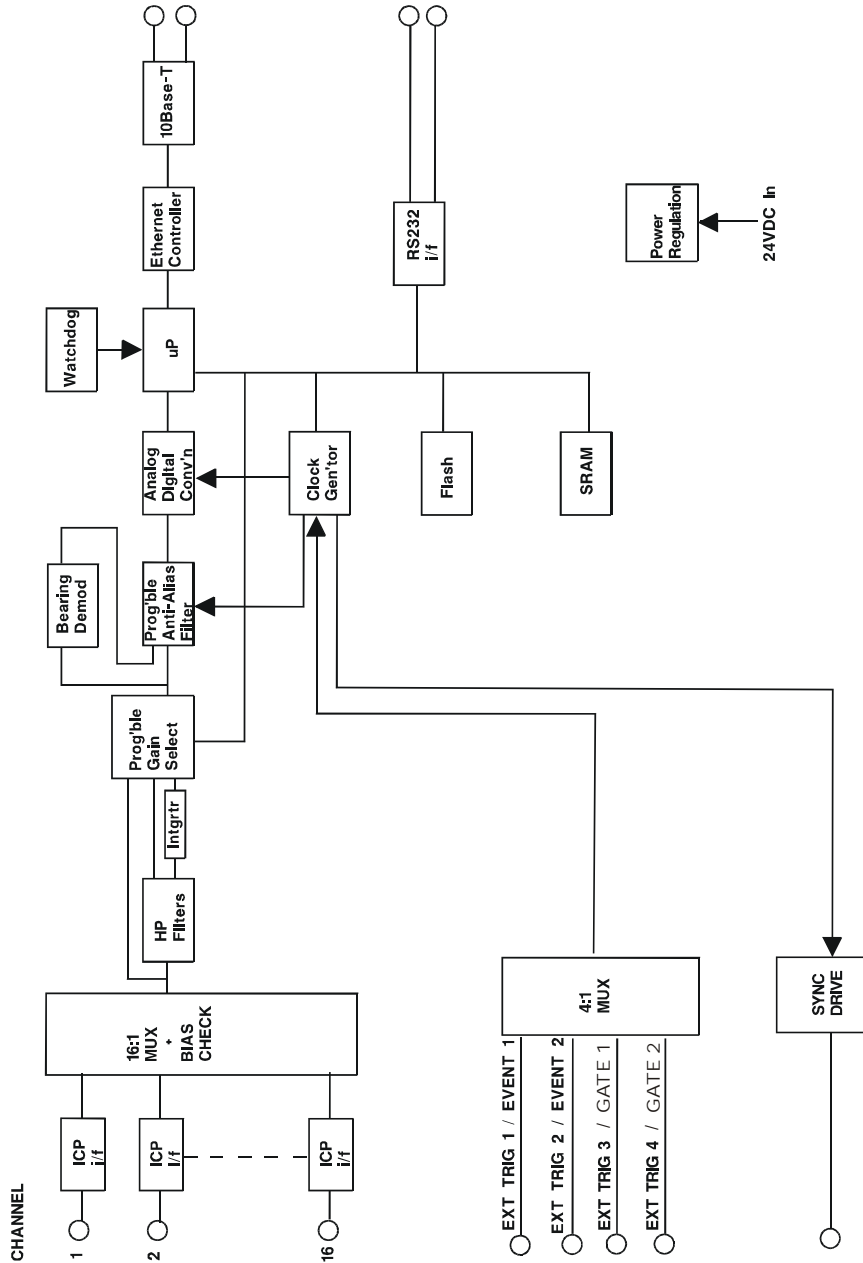 CHANNEL
1
2
16
ICP
i/f
ICP
i/f
ICP
i/f
16:1
MUX
+
BIAS
CHECK
HP
Filters
Intgrtr
Prog'ble
Gain
Select
Bearing
Demod
Prog'ble
Anti-Alias
Filter
Analog
Digital
Conv'n
Watchdog
uP
Ethernet
Controller
10Base-T
Clock
Gen'tor
Flash
SRAM
RS232
i/f
Power
Regulation
24VDC In
EXT TRIG 1 / EVENT 1
EXT TRIG 2 / EVENT 2
EXT TRIG 3 / GATE 1
EXT TRIG 4 / GATE 2
4:1
MUX
SYNC
DRIVE